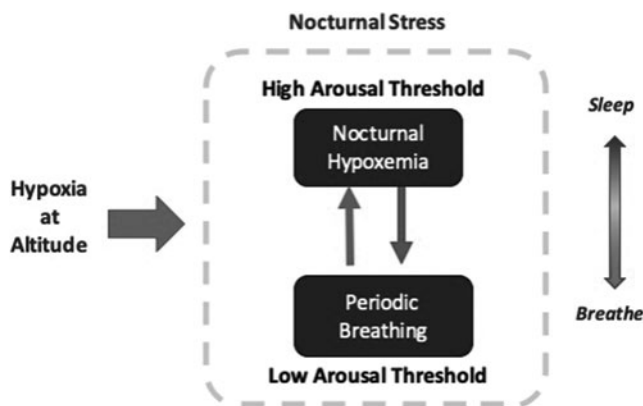 Nocturnal Stress
High Arousal Threshold
Nocturnal
Hypoxemia
Sleep
Hypoxia
at
Altitude
Periodic
Breathing
Breathe
Low Arousal Threshold